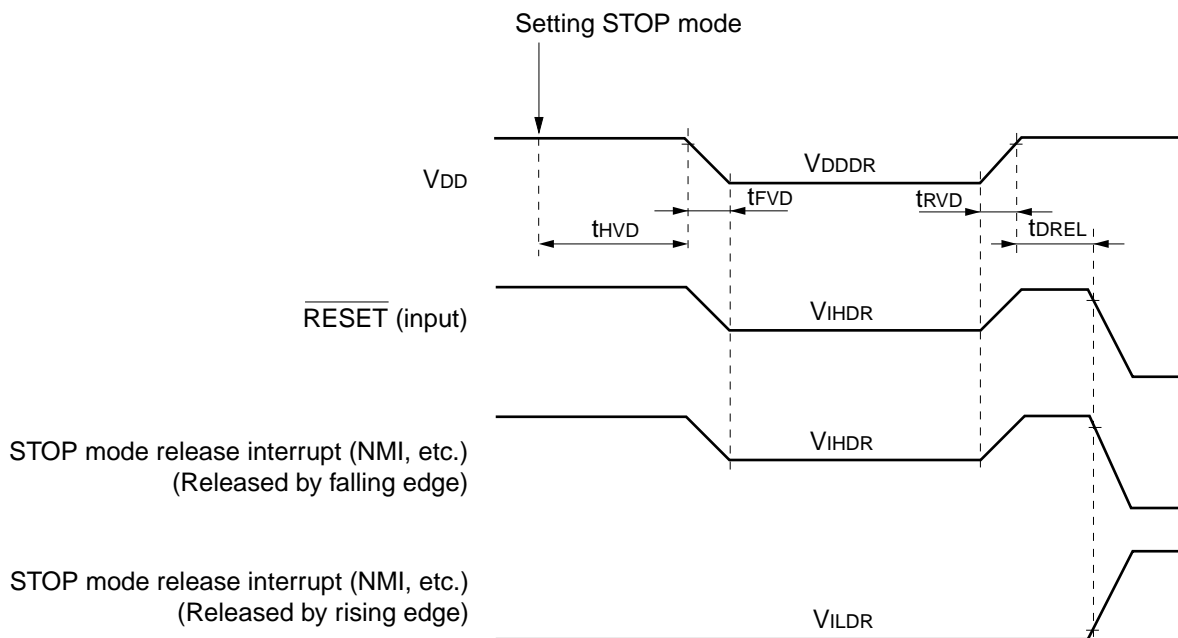 Setting STOP mode
VDD
VDDDR
tFVD
tRVD
tHVD
tDREL
RESET (input)
VIHDR
STOP mode release interrupt (NMI, etc.)
(Released by falling edge)
VIHDR
STOP mode release interrupt (NMI, etc.)
(Released by rising edge)
VILDR